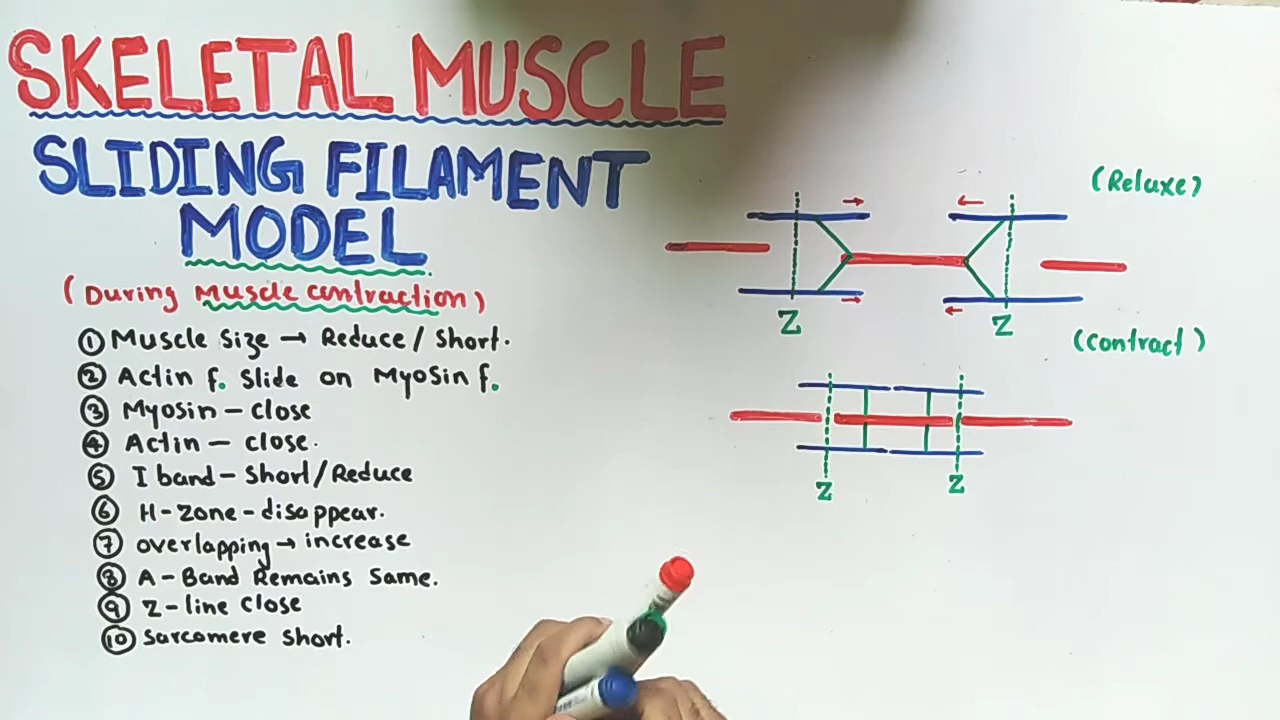 SKELETAL MUSCLE
SLIDING FILAMENT
MODEL
(During Muscle contraction)
① Muscle Size → Reduce / Short.
② Actin f. Slide on Myosin f.
③ Myosin - close
④ Actin - close.
⑤ I band - Short/Reduce
⑥ H-Zone - disappear.
⑦ overlapping → increase
⑧ A-Band Remains Same.
⑨ Z-line Close
⑩ Sarcomere Short.
(Relaxe)
Z Z
(Contract)
Z Z